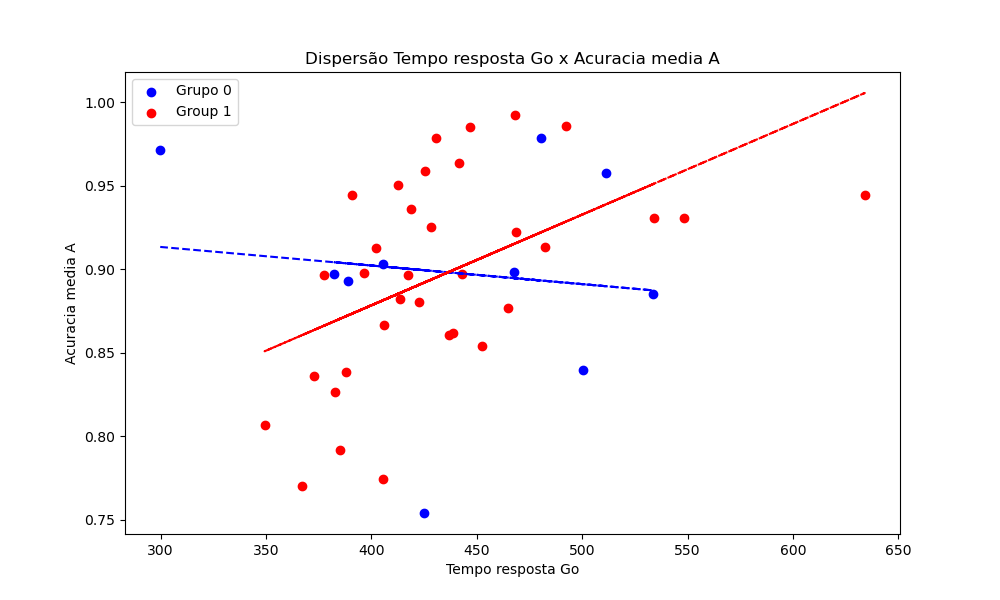 Dispersão Tempo resposta Go x Acuracia media A
Grupo 0
Group 1
1.00
0.95
0.90
0.85
0.80
0.75
Acuracia media A
300
350
400
450
500
550
600
650
Tempo resposta Go